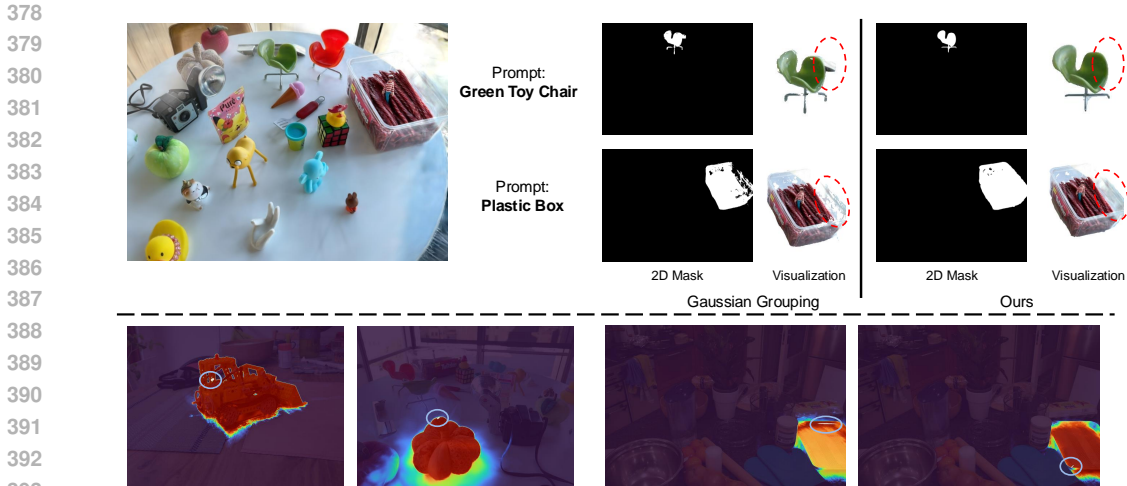 378
379
380
381
382
383
384
385
386
387
388
389
390
391
392
Prompt:
Green Toy Chair
Prompt:
Plastic Box
Pure
2D Mask
Visualization
2D Mask
Visualization
Gaussian Grouping
Ours